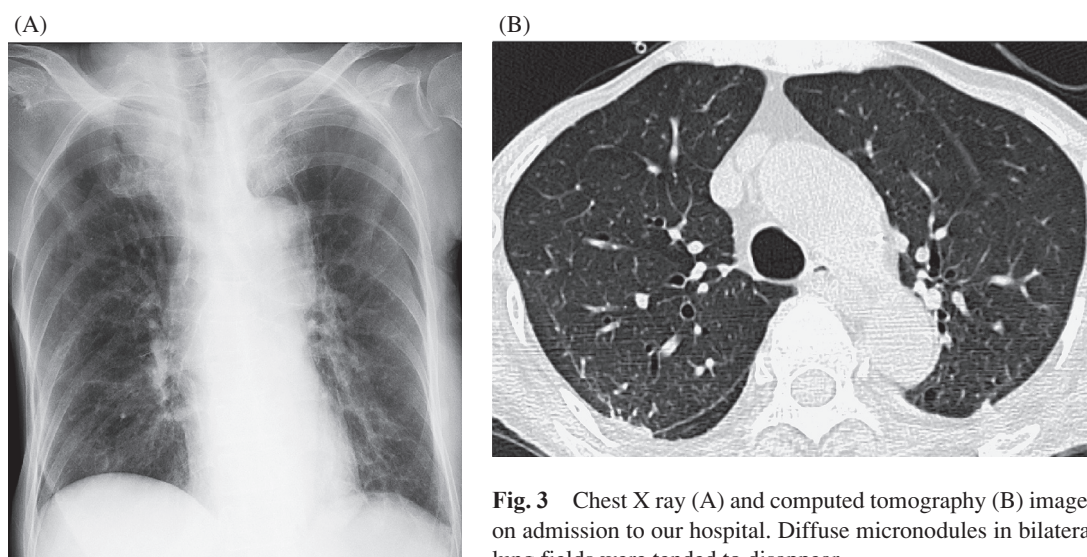 (A)
(B)
Fig. 3 Chest X ray (A) and computed tomography (B) image
on admission to our hospital. Diffuse micronodules in bilatera
lung fields were tended to disappear